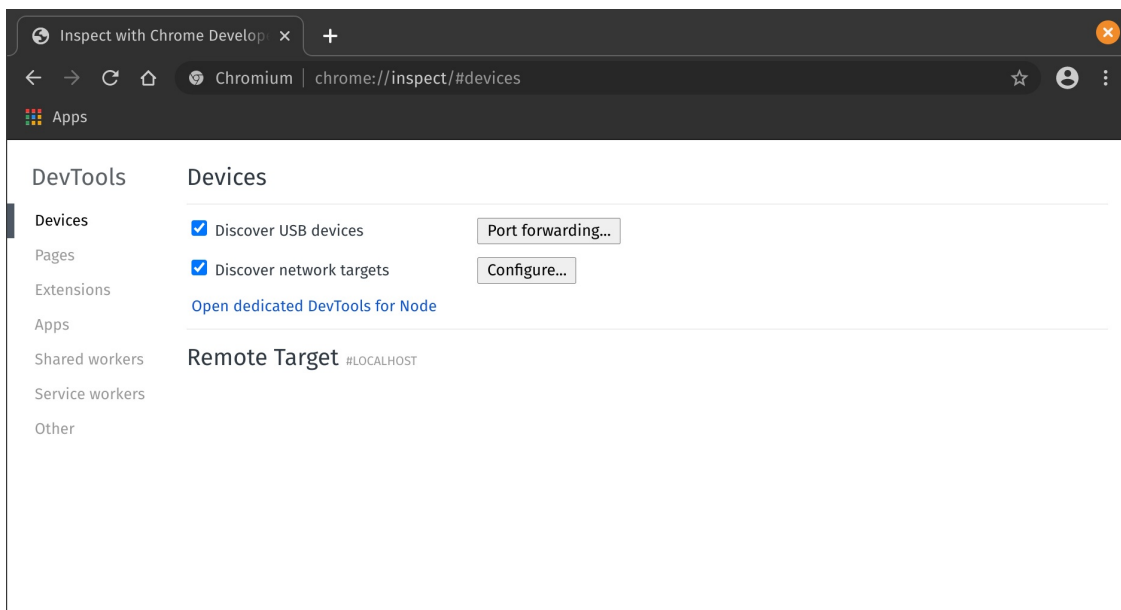 Inspect with Chrome Develop
Chromium | chrome://inspect/#devices
Apps
DevTools
Devices
Pages
Extensions
Apps
Shared workers
Service workers
Other
Devices
Discover USB devices Port forwarding...
Discover network targets Configure...
Open dedicated DevTools for Node
Remote Target #LOCALHOST